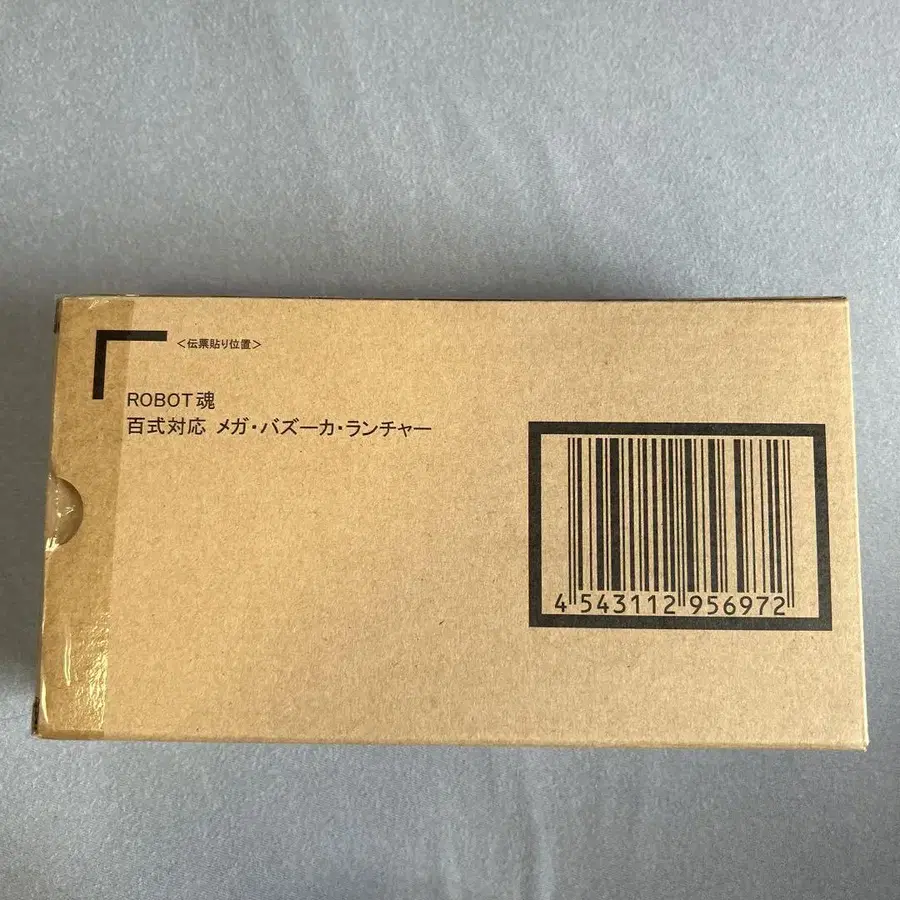 <伝票貼り位置>
ROBOT魂
百式対応 メガ・バズーカ・ランチャー
4 543112 956972